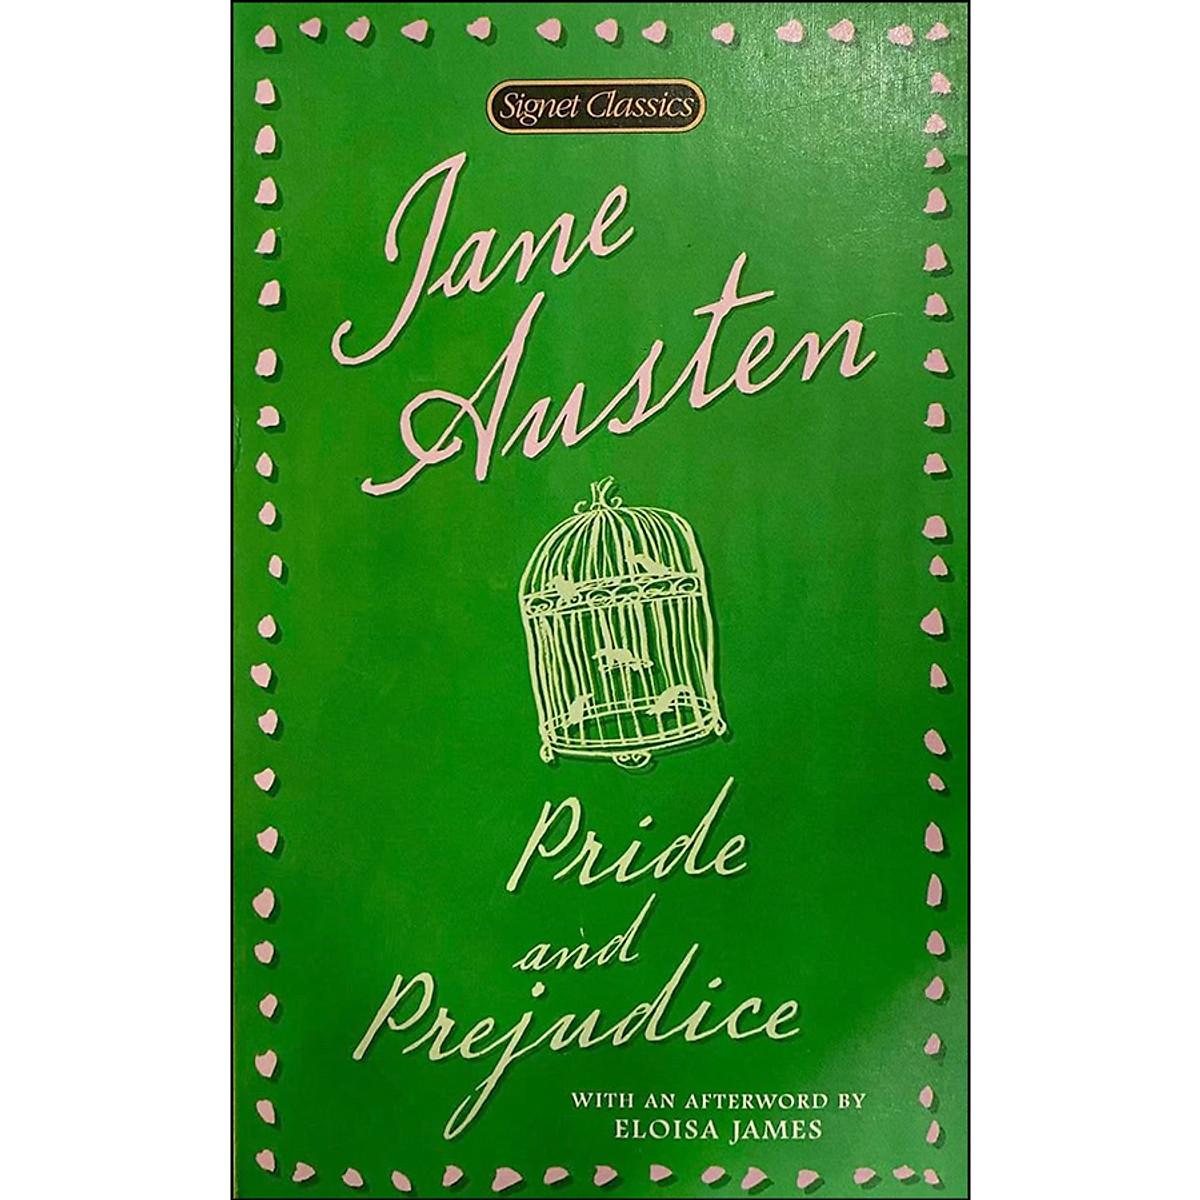 Signet Classics
Jane
Austen
Pride
and
Prejudice
WITH AN AFTERWORD BY
ELOISA JAMES